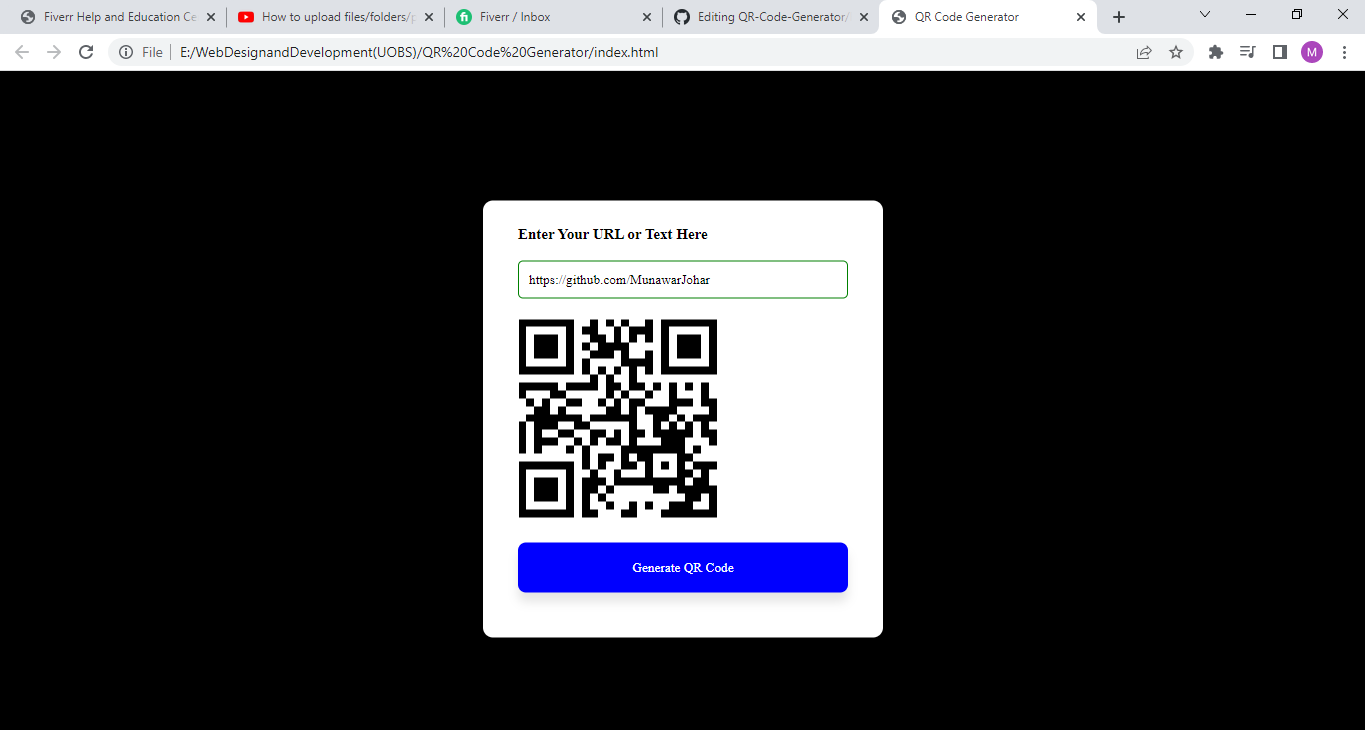 Fiverr Help and Education Ce
How to upload files/folders/p
Fiverr / Inbox
Editing QR-Code-Generator/
QR Code Generator
File
E:/WebDesignandDevelopment(UOBS)/QR%20Code%20Generator/index.html
M
Enter Your URL or Text Here
https://github.com/MunawarJohar
Generate QR Code